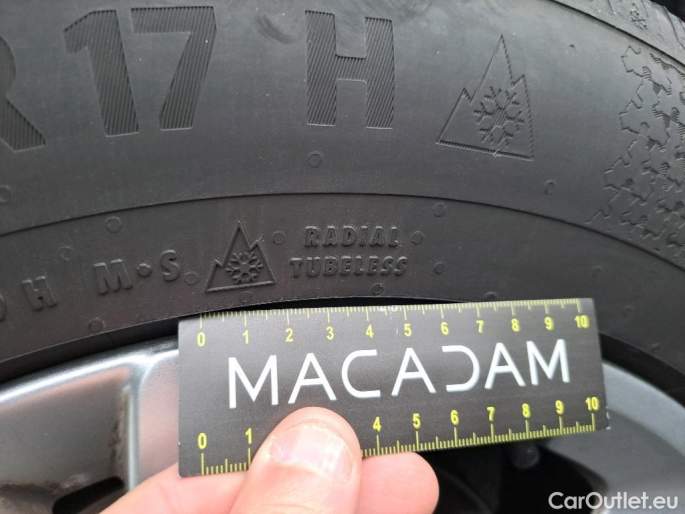 R 17 H
H M·S RADIAL
TUBELESS
0 1 2 3 4 5 6 7 8 9 10
MACADAM
0 1 4 5 6 7 8 9 10
CarOutlet.eu